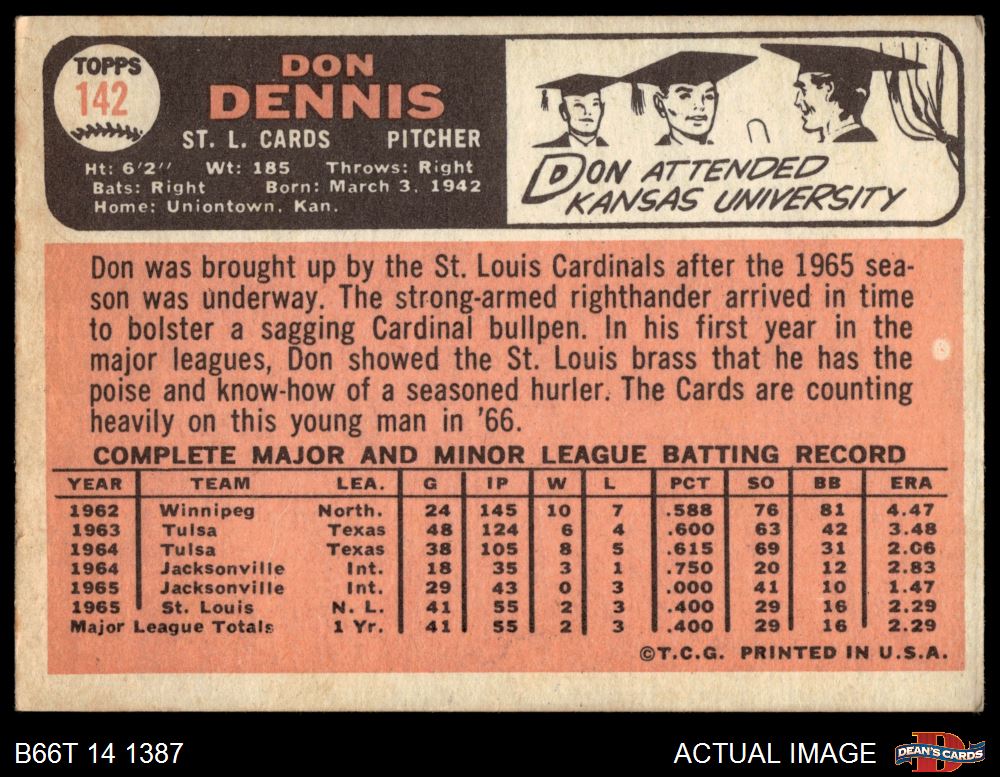 TOPPS
142
DON
DENNIS
ST. L. CARDS PITCHER
Ht: 6'2" Wt: 185 Throws: Right
Bats: Right Born: March 3, 1942
Home: Uniontown, Kan.
DON ATTENDED
KANSAS UNIVERSITY
Don was brought up by the St. Louis Cardinals after the 1965 sea-
son was underway. The strong-armed righthander arrived in time
to bolster a sagging Cardinal bullpen. In his first year in the
major leagues, Don showed the St. Louis brass that he has the
poise and know-how of a seasoned hurler. The Cards are counting
heavily on this young man in '66.
COMPLETE MAJOR AND MINOR LEAGUE BATTING RECORD
YEAR TEAM LEA. G IP W L PCT SO BB ERA
1962 Winnipeg North. 24 145 10 7 .588 76 81 4.47
1963 Tulsa Texas 48 124 6 4 .600 63 42 3.48
1964 Tulsa Texas 38 105 8 5 .615 69 31 2.06
1964 Jacksonville Int. 18 35 3 1 .750 20 12 2.83
1965 Jacksonville Int. 29 43 0 3 .000 41 10 1.47
1965 St. Louis N. L. 41 55 2 3 .400 29 16 2.29
Major League Totals 1 Yr. 41 55 2 3 .400 29 16 2.29
©T.C.G. PRINTED IN U.S.A.
B66T 14 1387
ACTUAL IMAGE
DEAN'S CARDS